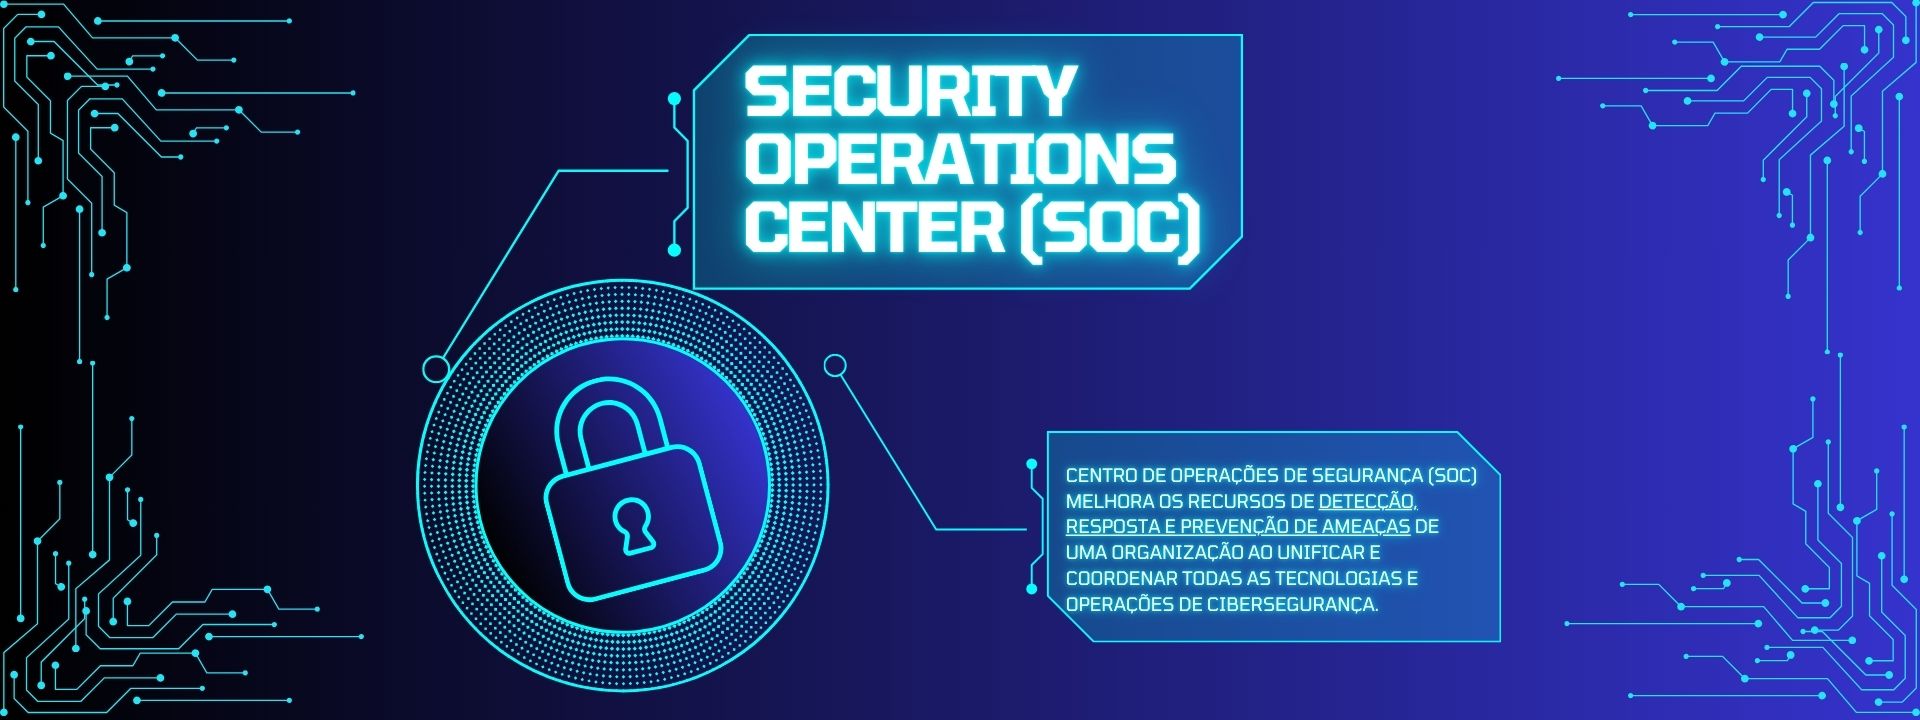 SECURITY
OPERATIONS
CENTER (SOC)
CENTRO DE OPERAÇÕES DE SEGURANÇA (SOC)
MELHORA OS RECURSOS DE DETECÇÃO,
RESPOSTA E PREVENÇÃO DE AMEAÇAS DE
UMA ORGANIZAÇÃO AO UNIFICAR E
COORDENAR TODAS AS TECNOLOGIAS E
OPERAÇÕES DE CIBERSEGURANÇA.